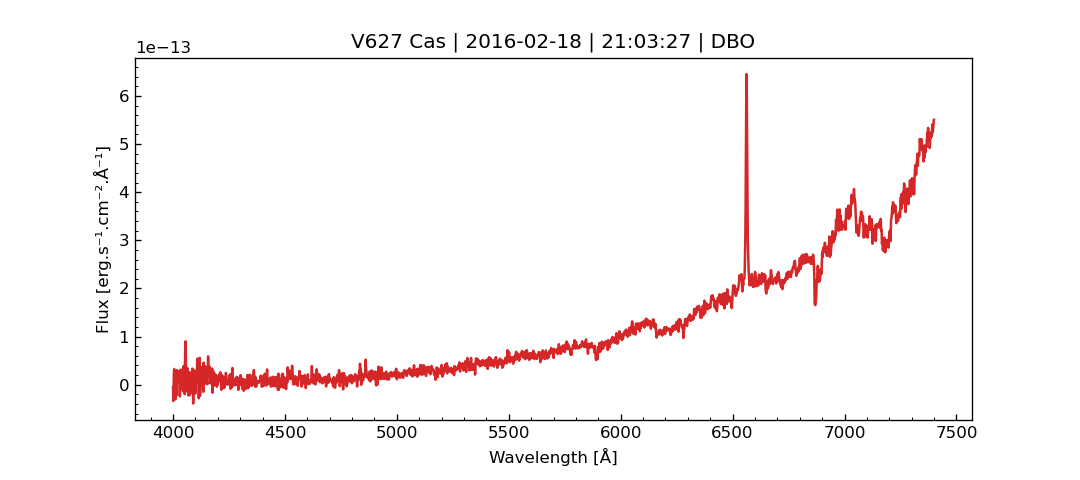 V627 Cas | 2016-02-18 | 21:03:27 | DBO
1e−13
6
5
4
3
2
1
0
Flux [erg.s⁻¹.cm⁻².Å⁻¹]
4000 4500 5000 5500 6000 6500 7000 7500
Wavelength [Å]